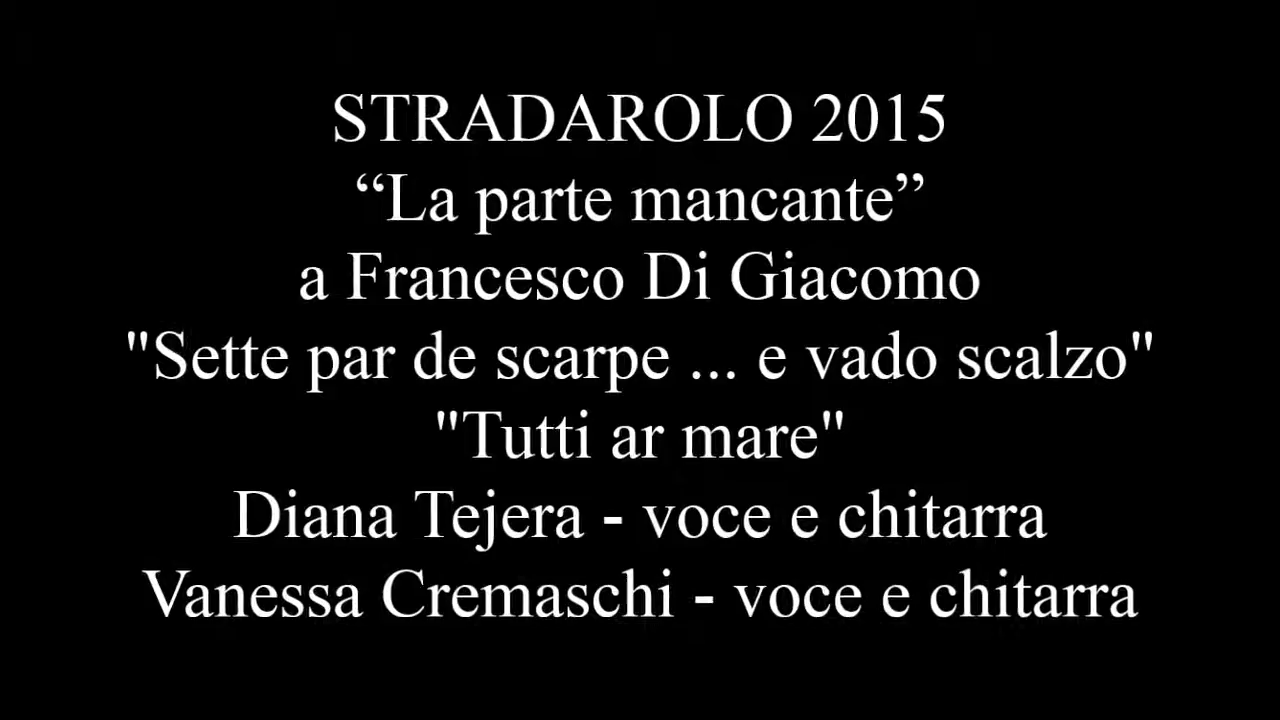 STRADAROLO 2015
“La parte mancante”
a Francesco Di Giacomo
"Sette par de scarpe ... e vado scalzo"
"Tutti ar mare"
Diana Tejera - voce e chitarra
Vanessa Cremaschi - voce e chitarra